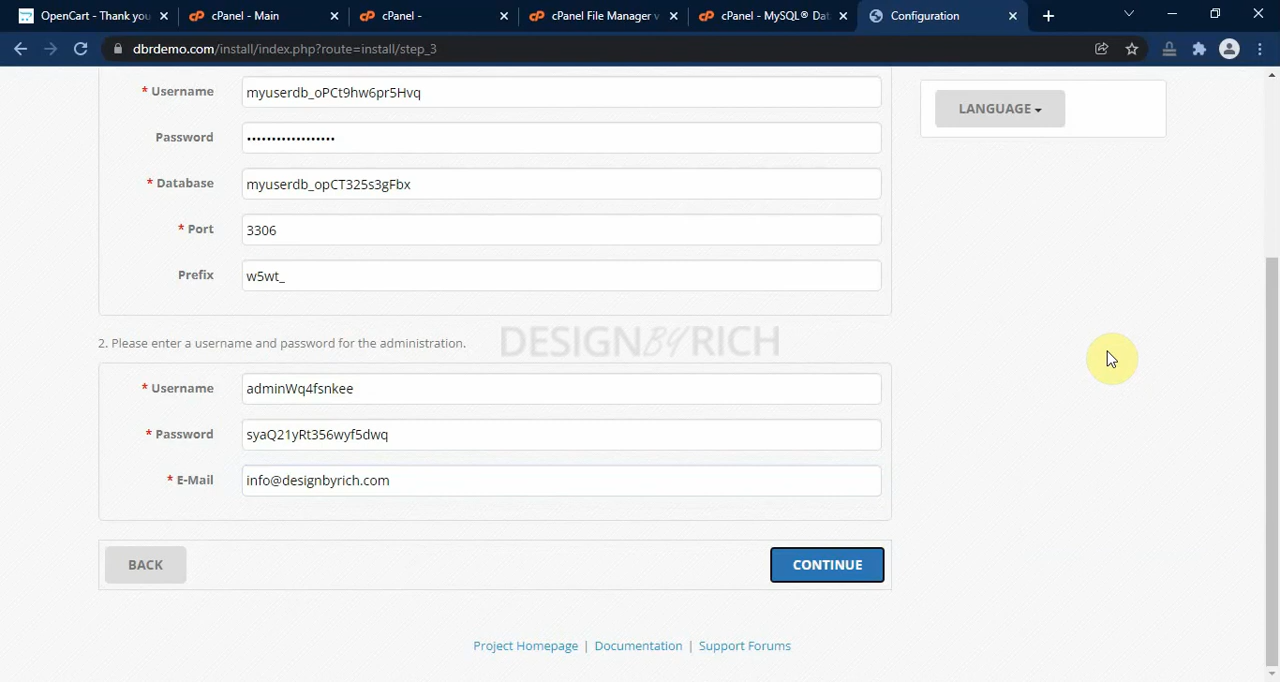 OpenCart - Thank you
cPanel - Main
cPanel -
cPanel File Manager v
cPanel - MySQL® Dat
Configuration
dbrdemo.com/install/index.php?route=install/step_3
* Username
myuserdb_oPCt9hw6pr5Hvq
LANGUAGE
Password
••••••••••••••••••
* Database
myuserdb_opCT325s3gFbx
* Port
3306
Prefix
w5wt_
2. Please enter a username and password for the administration.
DESIGNBYRICH
* Username
adminWq4fsnkee
* Password
syaQ21yRt356wyf5dwq
* E-Mail
info@designbyrich.com
BACK
CONTINUE
Project Homepage | Documentation | Support Forums